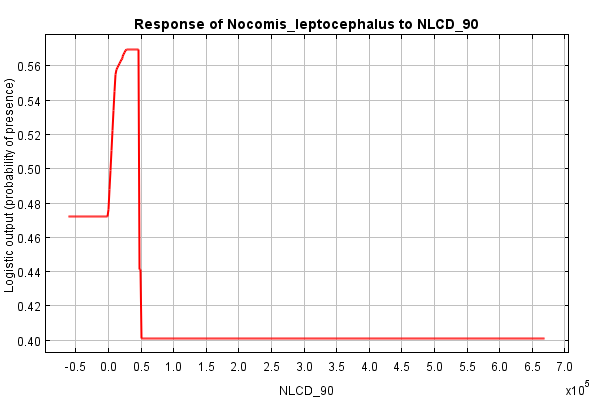 Response of Nocomis_leptocephalus to NLCD_90
Logistic output (probability of presence)
0.56
0.54
0.52
0.50
0.48
0.46
0.44
0.42
0.40
-0.5 0.0 0.5 1.0 1.5 2.0 2.5 3.0 3.5 4.0 4.5 5.0 5.5 6.0 6.5 7.0
NLCD_90
x10⁵